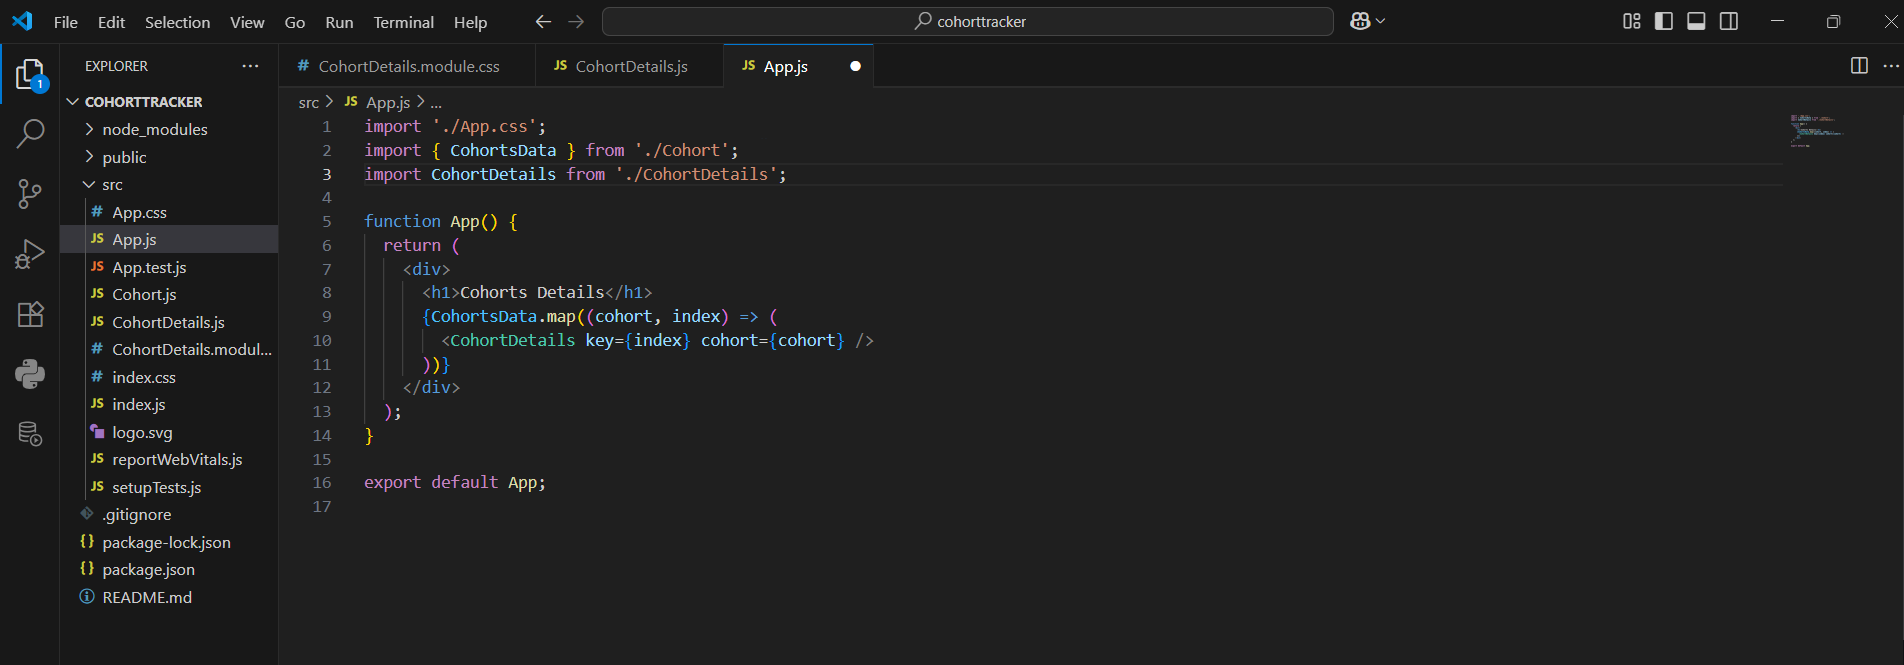 File Edit Selection View Go Run Terminal Help
cohorttracker
EXPLORER
COHORTTRACKER
node_modules
public
src
App.css
App.js
App.test.js
Cohort.js
CohortDetails.js
CohortDetails.modul...
index.css
index.js
logo.svg
reportWebVitals.js
setupTests.js
.gitignore
package-lock.json
package.json
README.md
1
# CohortDetails.module.css
JS CohortDetails.js
JS App.js
src > JS App.js > ...
1 import './App.css';
2 import { CohortsData } from './Cohort';
3 import CohortDetails from './CohortDetails';
4
5 function App() {
6 return (
7 <div>
8 <h1>Cohorts Details</h1>
9 {CohortsData.map((cohort, index) => (
10 <CohortDetails key={index} cohort={cohort} />
11 ))}
12 </div>
13 );
14 }
15
16 export default App;
17